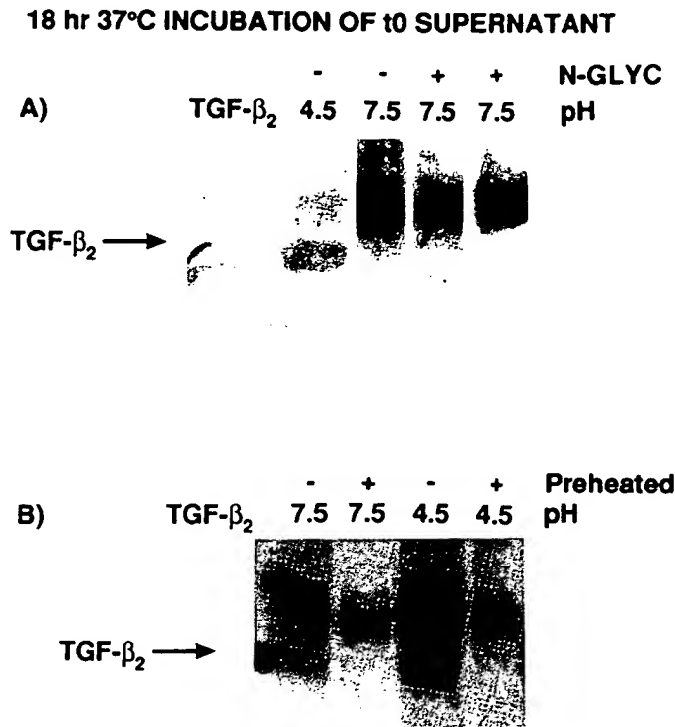 18 hr 37°C INCUBATION OF t0 SUPERNATANT
- - + + N-GLYC
A) TGF-β₂ 4.5 7.5 7.5 7.5 pH
TGF-β₂
- + - + Preheated
B) TGF-β₂ 7.5 7.5 4.5 4.5 pH
TGF-β₂